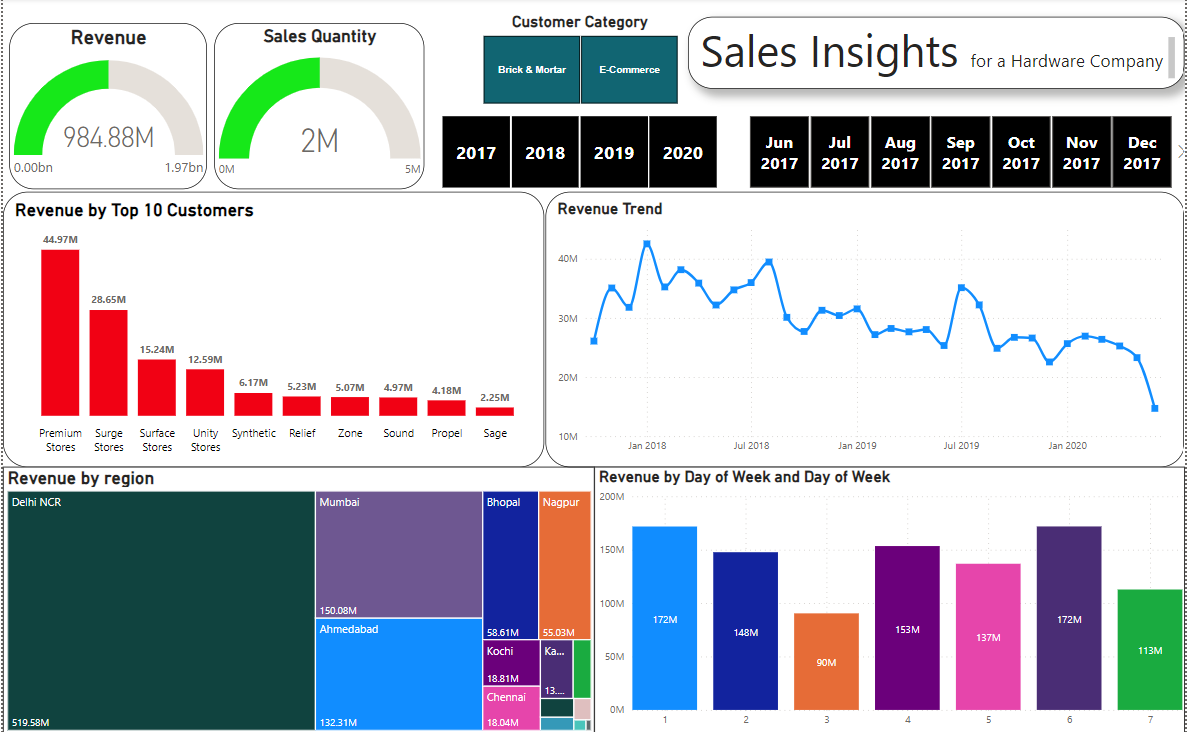 Revenue
984.88M
0.00bn
1.97bn
Sales Quantity
2M
0M
5M
Customer Category
Brick & Mortar
E-Commerce
Sales Insights for a Hardware Company
2017
2018
2019
2020
Jun
2017
Jul
2017
Aug
2017
Sep
2017
Oct
2017
Nov
2017
Dec
2017
Revenue by Top 10 Customers
44.97M
28.65M
15.24M
12.59M
6.17M
5.23M
5.07M
4.97M
4.18M
2.25M
Premium
Stores
Surge
Stores
Surface
Stores
Unity
Stores
Synthetic
Relief
Zone
Sound
Propel
Sage
Revenue Trend
40M
30M
20M
10M
Jan 2018
Jul 2018
Jan 2019
Jul 2019
Jan 2020
Revenue by region
Delhi NCR
519.58M
Mumbai
150.08M
Ahmedabad
132.31M
Bhopal
58.61M
Nagpur
55.03M
Kochi
18.81M
Chennai
18.04M
Ka...
13....
Revenue by Day of Week and Day of Week
200M
150M
100M
50M
0M
172M
148M
90M
153M
137M
172M
113M
1
2
3
4
5
6
7